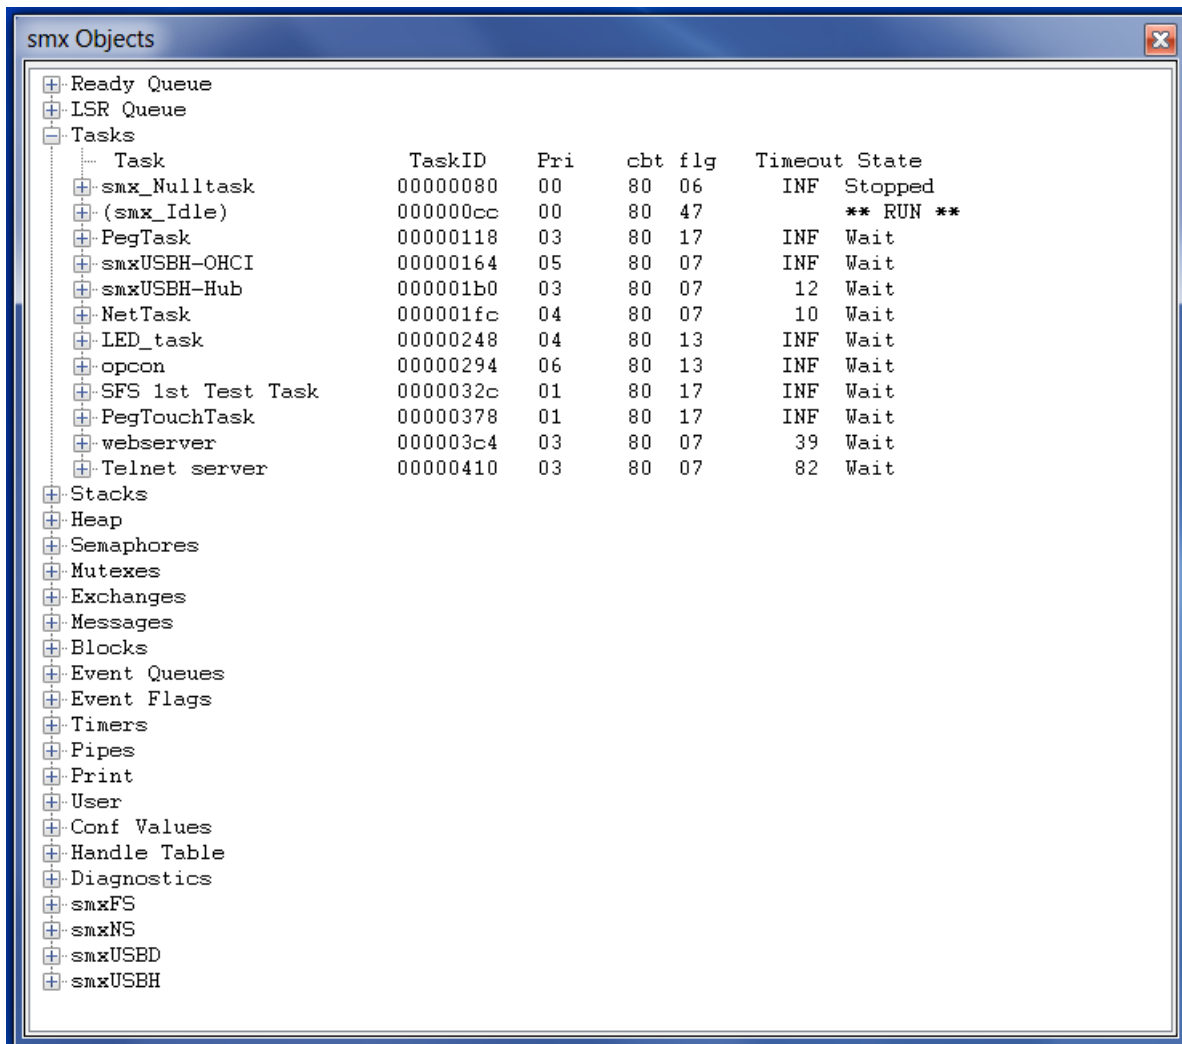 smx Objects
Ready Queue
LSR Queue
Tasks
Task TaskID Pri cbt flg Timeout State
smx_Nulltask 00000080 00 80 06 INF Stopped
(smx_Idle) 000000cc 00 80 47 ** RUN **
PegTask 00000118 03 80 17 INF Wait
smxUSBH-OHCI 00000164 05 80 07 INF Wait
smxUSBH-Hub 000001b0 03 80 07 12 Wait
NetTask 000001fc 04 80 07 10 Wait
LED_task 00000248 04 80 13 INF Wait
opcon 00000294 06 80 13 INF Wait
SFS 1st Test Task 0000032c 01 80 17 INF Wait
PegTouchTask 00000378 01 80 17 INF Wait
webserver 000003c4 03 80 07 39 Wait
Telnet server 00000410 03 80 07 82 Wait
Stacks
Heap
Semaphores
Mutexes
Exchanges
Messages
Blocks
Event Queues
Event Flags
Timers
Pipes
Print
User
Conf Values
Handle Table
Diagnostics
smxFS
smxNS
smxUSBD
smxUSBH